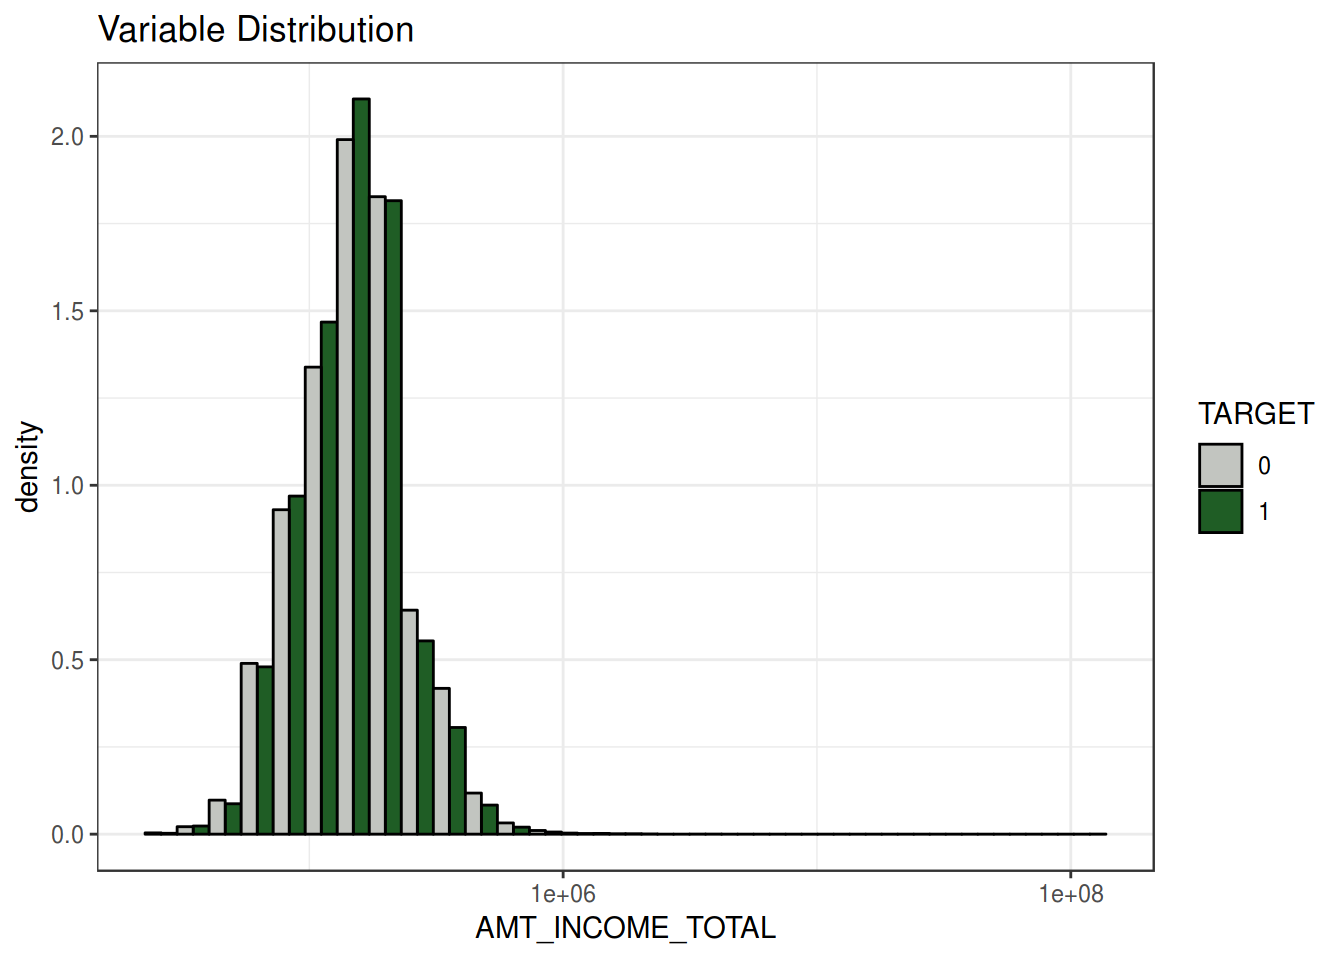 Variable Distribution
2.0
1.5
1.0
0.5
0.0
density
1e+06
1e+08
AMT_INCOME_TOTAL
TARGET
0
1